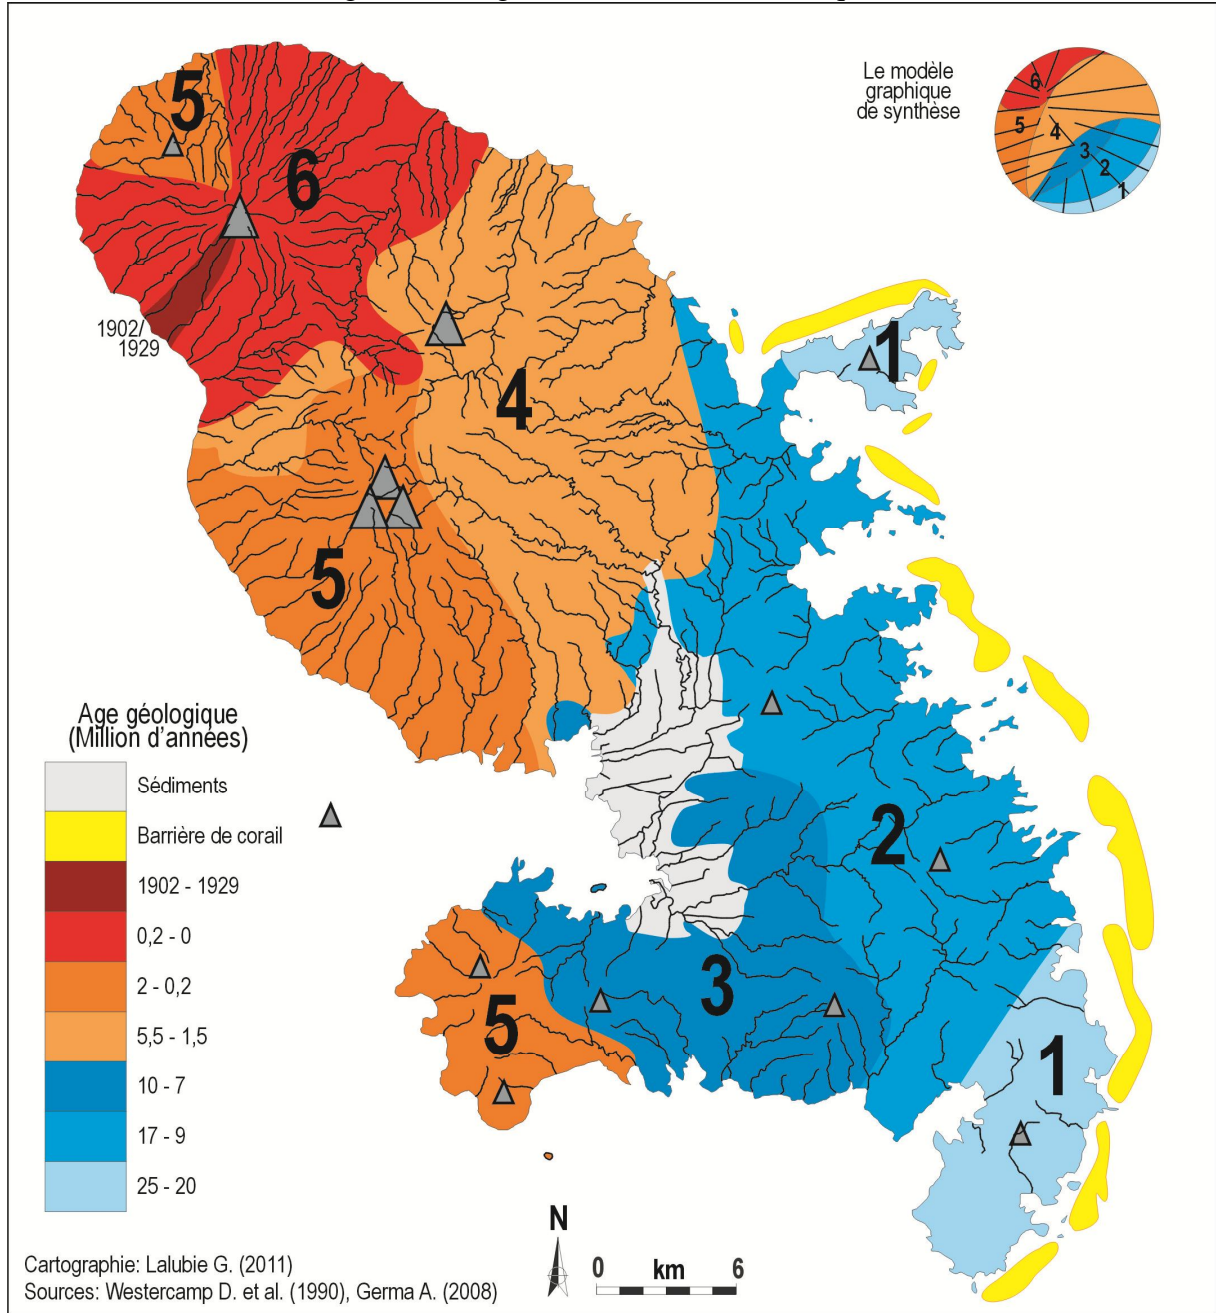 Le modèle
graphique
de synthèse
6
5
4
3
2
1
5
6
1902/
1929
1
4
5
2
3
5
1
Age géologique
(Million d'années)
Sédiments
Barrière de corail
1902 - 1929
0,2 - 0
2 - 0,2
5,5 - 1,5
10 - 7
17 - 9
25 - 20
N
0 km 6
Cartographie: Lalubie G. (2011)
Sources: Westercamp D. et al. (1990), Germa A. (2008)